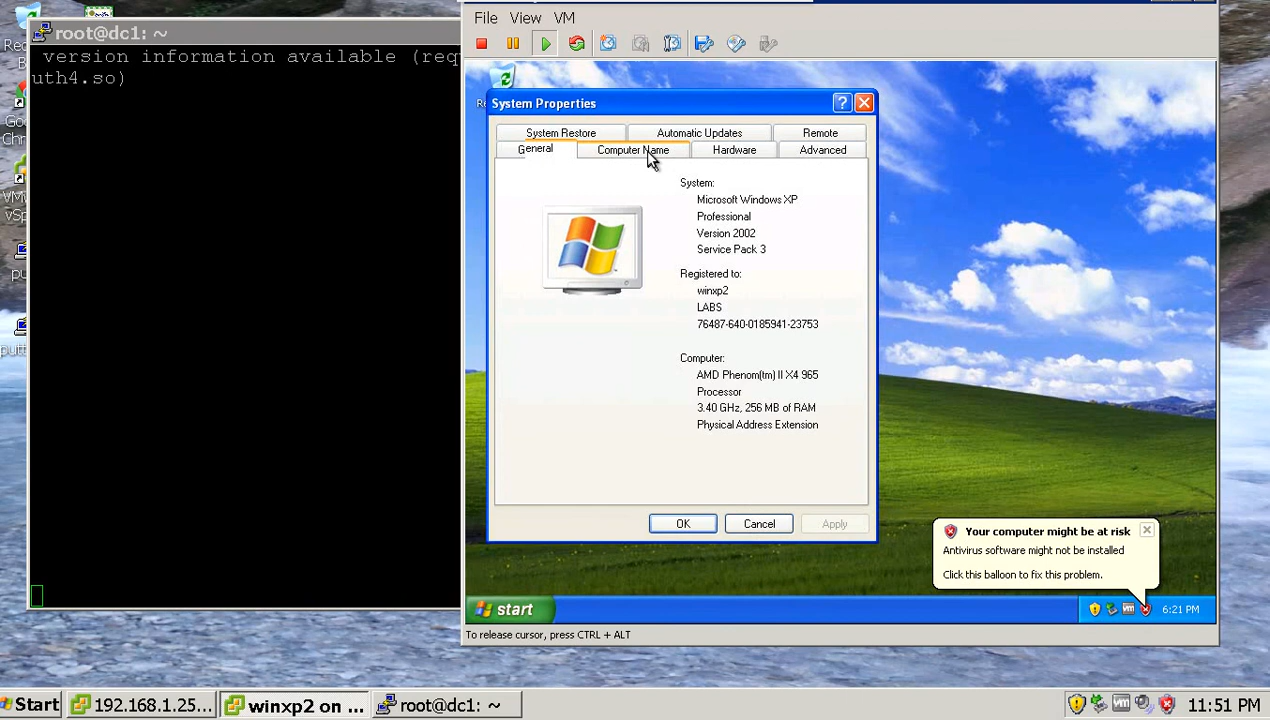 root@dc1: ~
version information available (req
uth4.so)
File View VM
System Properties
System Restore Automatic Updates Remote
General Computer Name Hardware Advanced
System:
Microsoft Windows XP
Professional
Version 2002
Service Pack 3
Registered to:
winxp2
LABS
76487-640-0185941-23753
Computer:
AMD Phenom(tm) II X4 965
Processor
3.40 GHz, 256 MB of RAM
Physical Address Extension
OK Cancel Apply
Your computer might be at risk
Antivirus software might not be installed
Click this balloon to fix this problem.
start
6:21 PM
To release cursor, press CTRL + ALT
Start
192.168.1.25...
winxp2 on ...
root@dc1: ~
11:51 PM